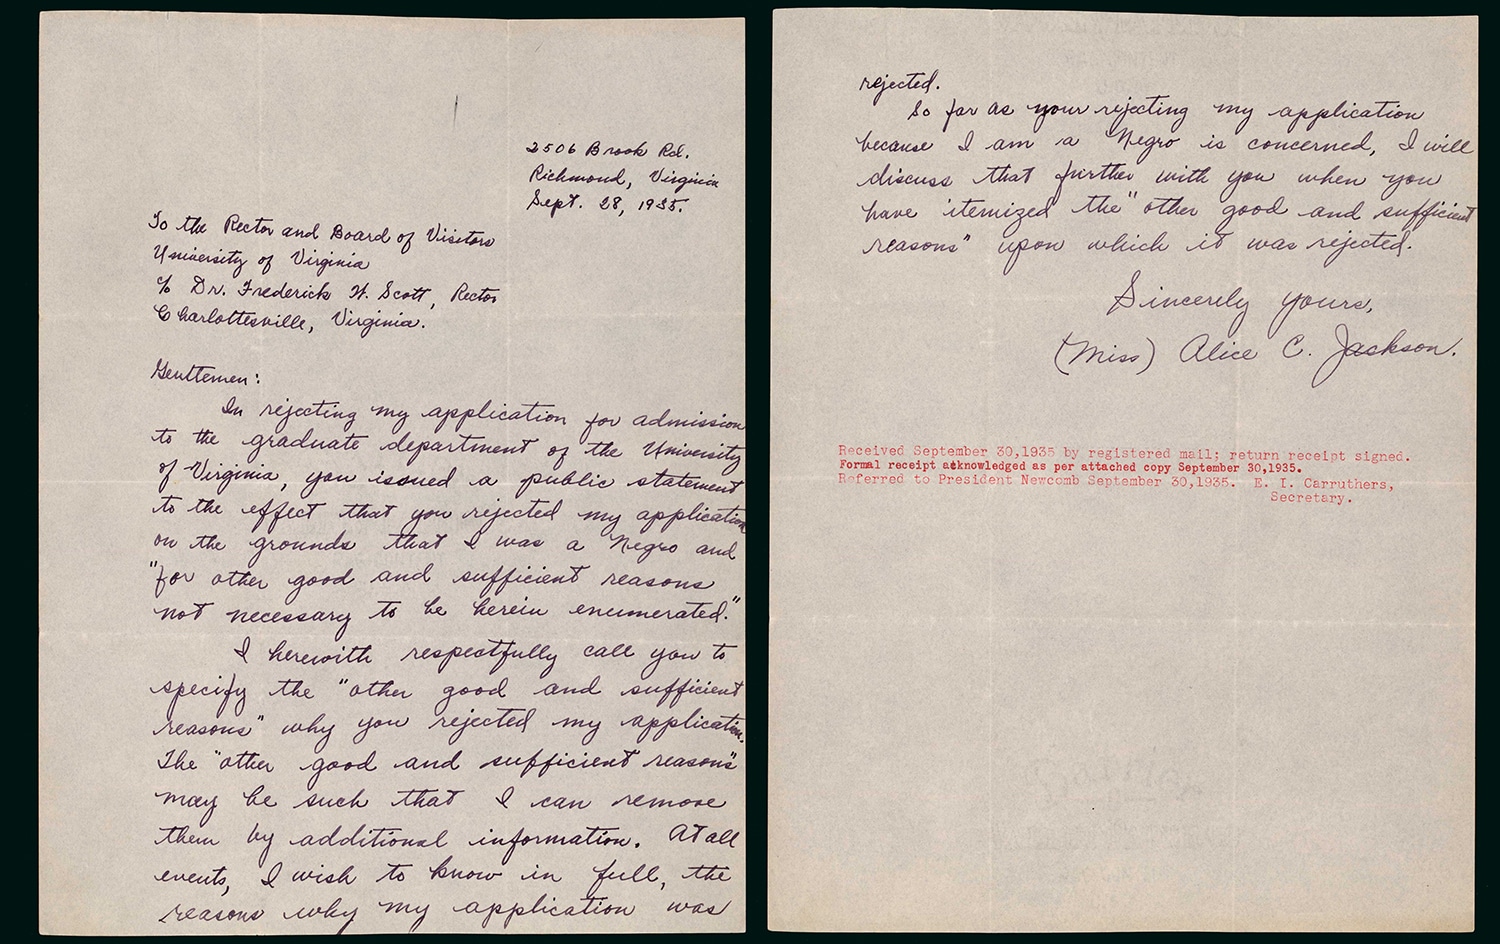 2506 Brook Rd.
Richmond, Virginia
Sept. 28, 1935.
To the Rector and Board of Visitors
University of Virginia
c/o Dr. Frederick W. Scott, Rector
Charlottesville, Virginia.
Gentlemen:
In rejecting my application for admission
to the graduate department of the University
of Virginia, you issued a public statement
to the effect that you rejected my application
on the grounds that I was a Negro and
"for other good and sufficient reasons
not necessary to be herein enumerated."
I herewith respectfully call you to
specify the "other good and sufficient
reasons" why you rejected my application.
The "other good and sufficient reasons"
may be such that I can remove
them by additional information. At all
events, I wish to know in full, the
reasons why my application was
rejected.
So far as your rejecting my application
because I am a Negro is concerned, I will
discuss that further with you when you
have itemized the "other good and sufficient
reasons" upon which it was rejected.
Sincerely yours,
(Miss) Alice C. Jackson.
Received September 30,1935 by registered mail; return receipt signed.
Formal receipt acknowledged as per attached copy September 30,1935.
Referred to President Newcomb September 30,1935. E. I. Carruthers,
Secretary.